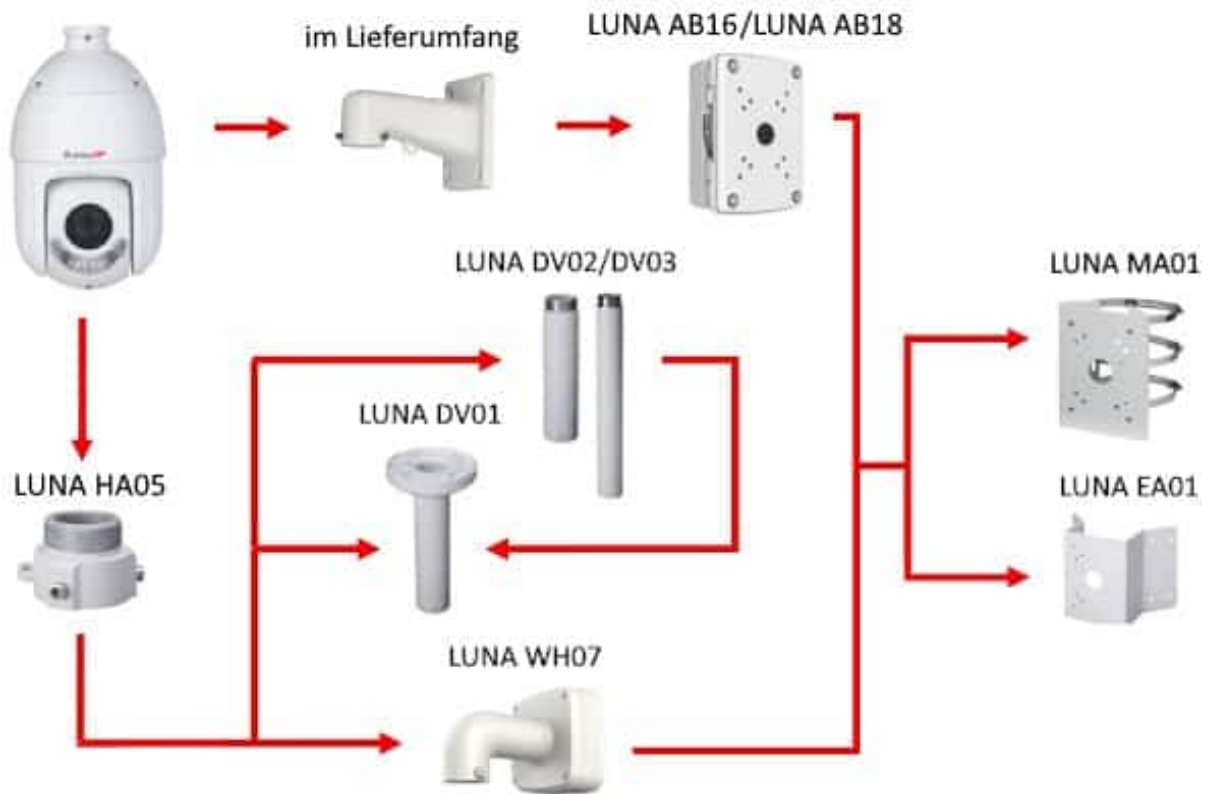 im Lieferumfang
LUNA AB16/LUNA AB18
LUNA DV02/DV03
LUNA MA01
LUNA DV01
LUNA HA05
LUNA EA01
LUNA WH07